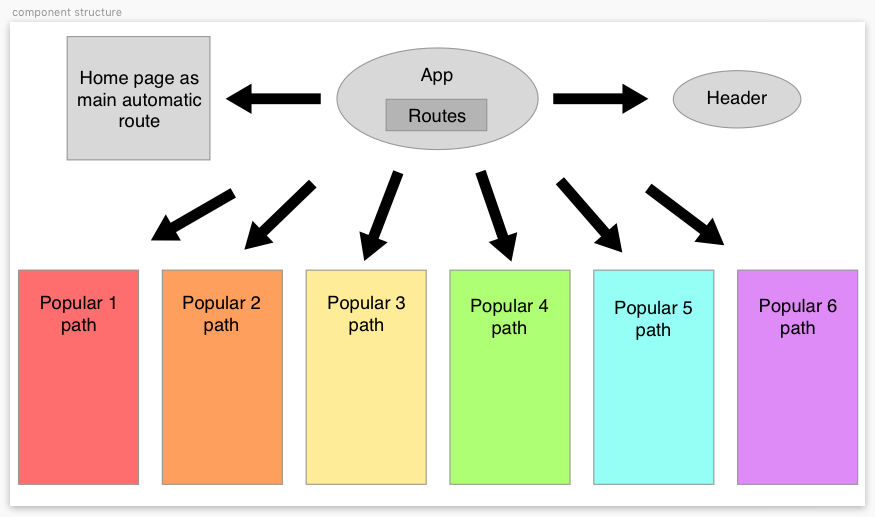 component structure
Home page as
main automatic
route
App
Routes
Header
Popular 1
path
Popular 2
path
Popular 3
path
Popular 4
path
Popular 5
path
Popular 6
path